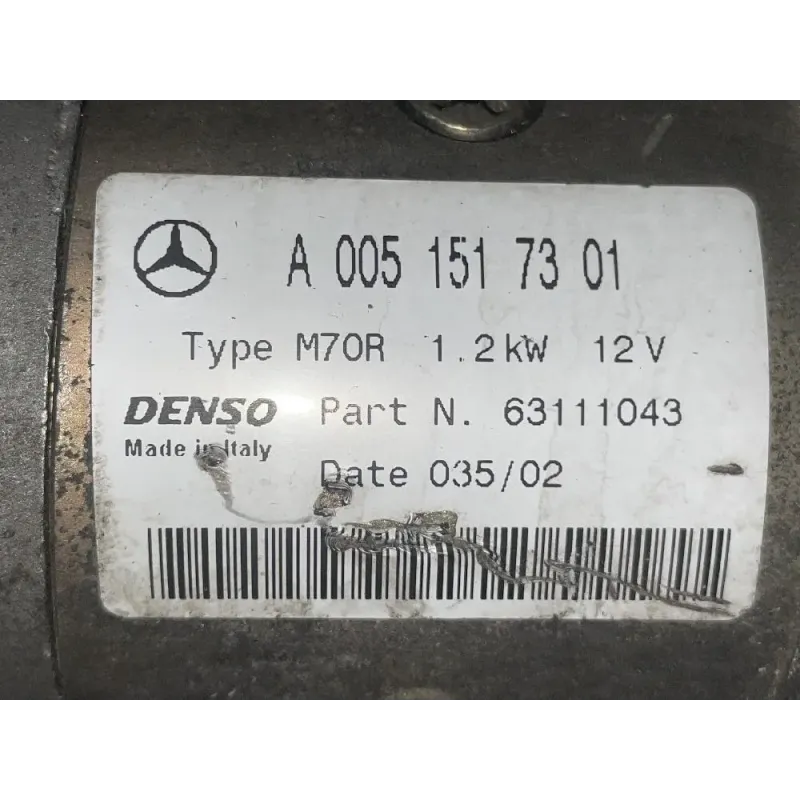 A 005 151 73 01
Type M70R 1.2kW 12V
DENSO Part N. 63111043
Made in Italy
Date 035/02